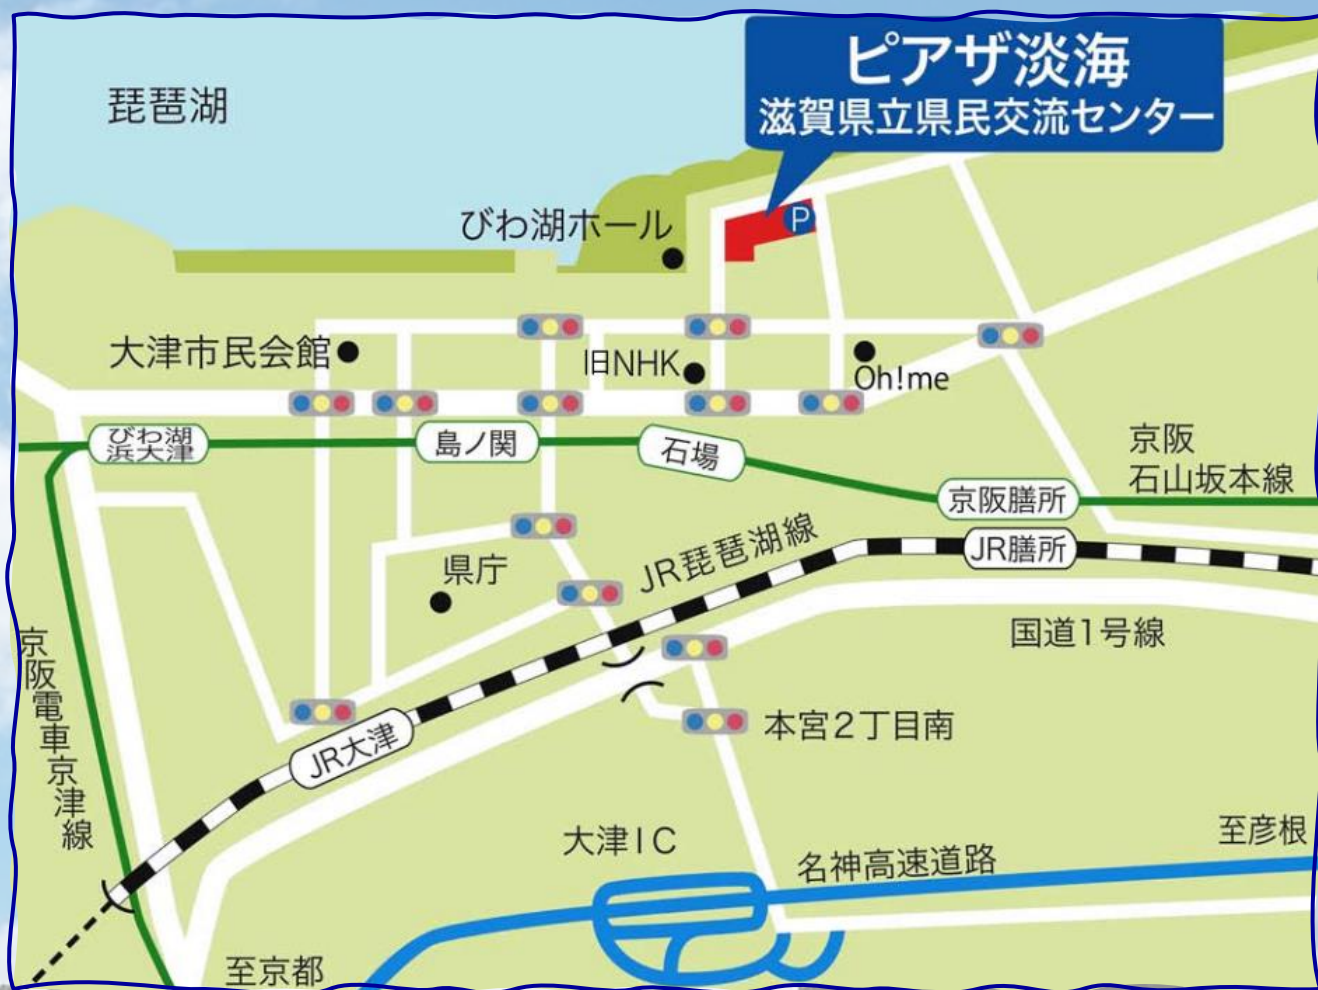 ピアザ淡海
滋賀県立県民交流センター
琵琶湖
P
びわ湖ホール
大津市民会館
旧NHK
Oh!me
びわ湖
浜大津
島ノ関
石場
京阪
石山坂本線
京阪膳所
JR膳所
JR琵琶湖線
県庁
国道1号線
京阪電車京津線
JR大津
本宮2丁目南
大津IC
名神高速道路
至彦根
至京都